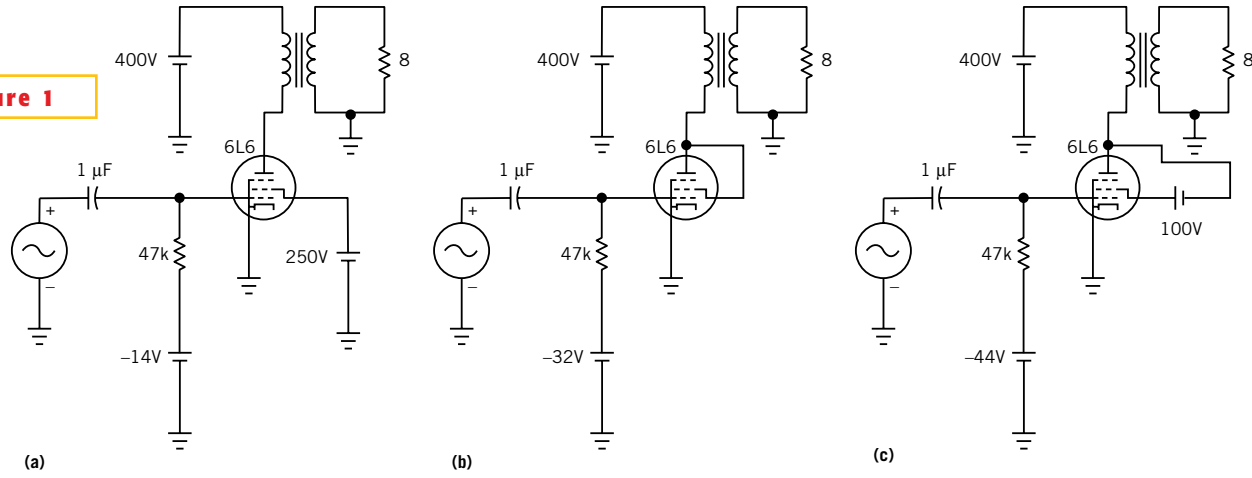 ure 1
400V
8
6L6
1 µF
+
–
47k
250V
–14V
(a)
400V
8
6L6
1 µF
+
–
47k
–32V
(b)
400V
8
6L6
1 µF
+
–
47k
100V
–44V
(c)